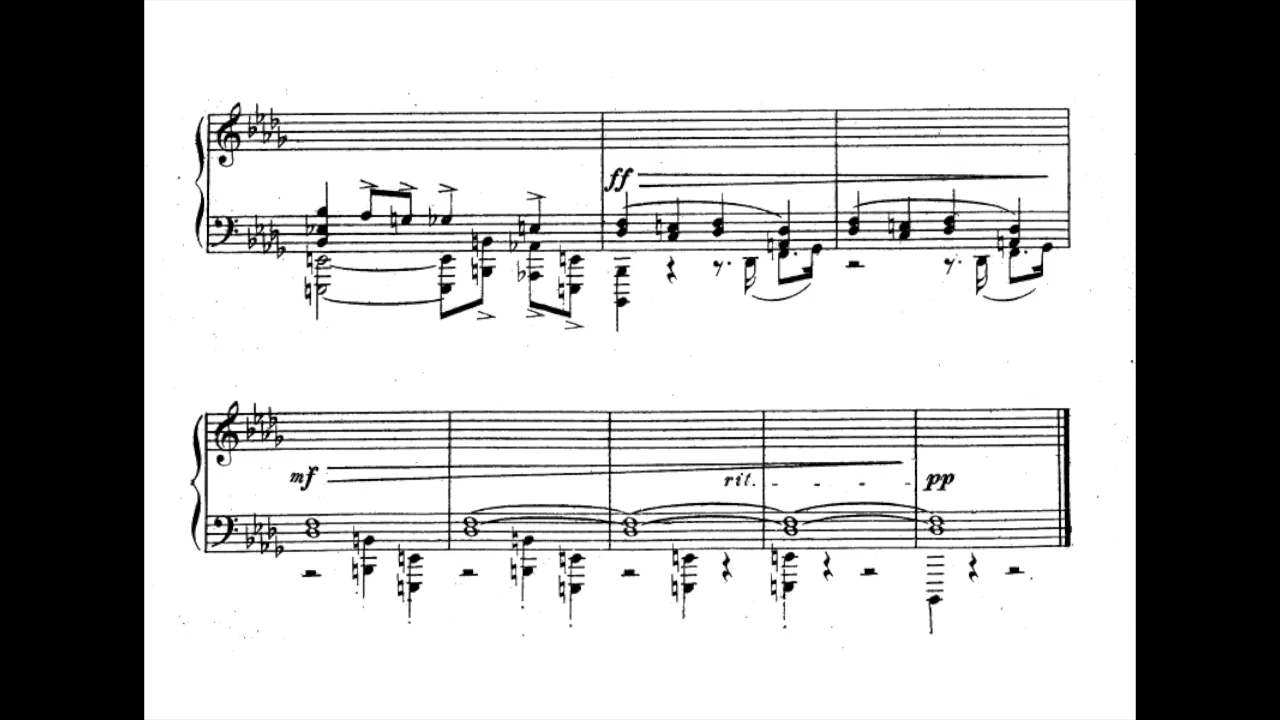 ff
mf rit. - - - - pp